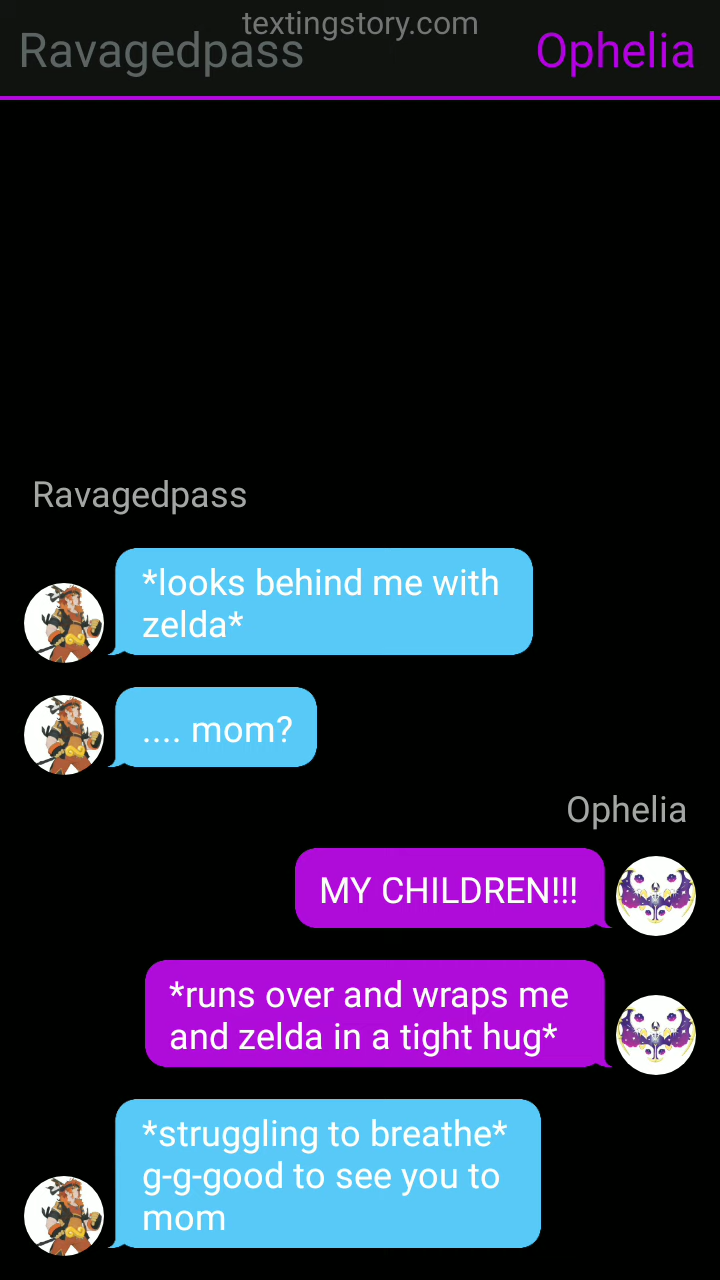 textingstory.com
Ravagedpass
Ophelia
Ravagedpass
*looks behind me with
zelda*
.... mom?
Ophelia
MY CHILDREN!!!
*runs over and wraps me
and zelda in a tight hug*
*struggling to breathe*
g-g-good to see you to
mom